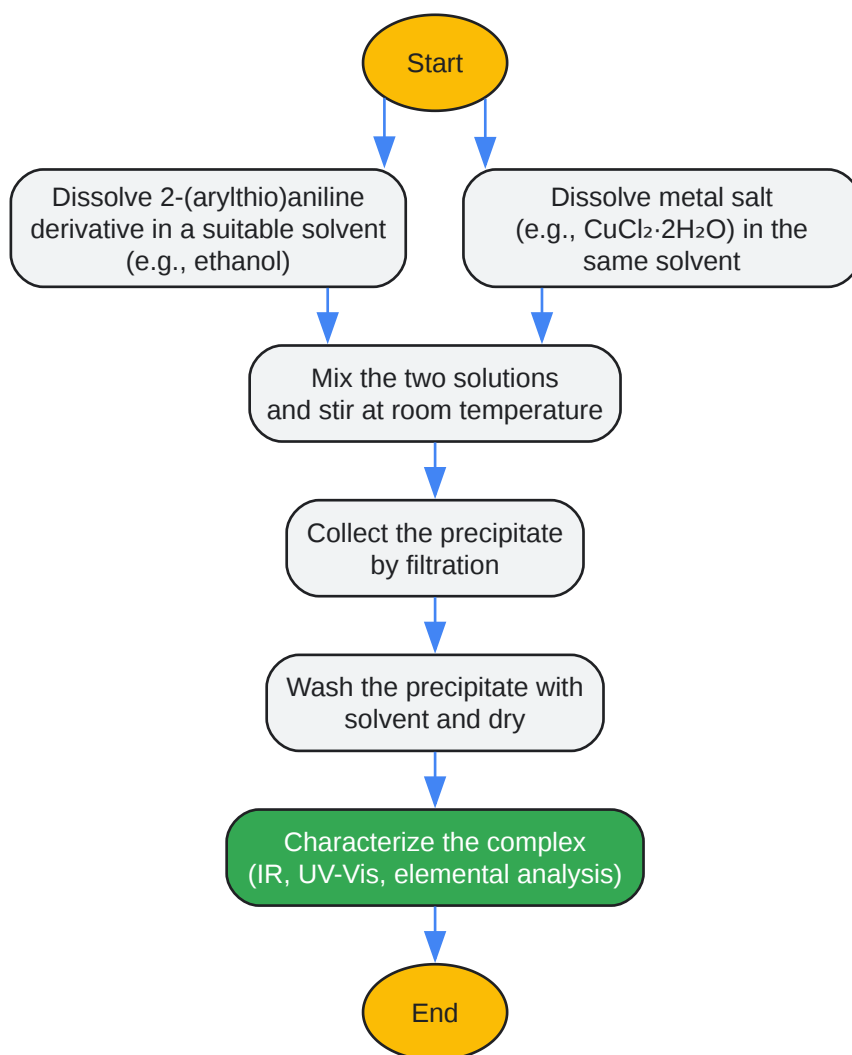 Start
Dissolve 2-(arylthio)aniline
derivative in a suitable solvent
(e.g., ethanol)
Dissolve metal salt
(e.g., CuCl₂·2H₂O) in the
same solvent
Mix the two solutions
and stir at room temperature
Collect the precipitate
by filtration
Wash the precipitate with
solvent and dry
Characterize the complex
(IR, UV-Vis, elemental analysis)
End